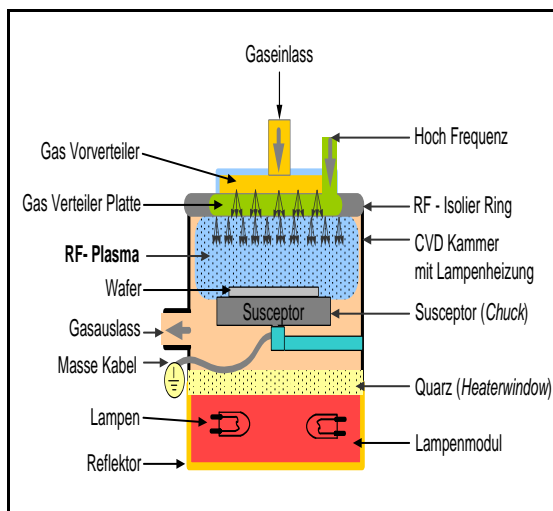 Gaseinlass
Hoch Frequenz
Gas Vorverteiler
Gas Verteiler Platte
RF - Isolier Ring
RF- Plasma
CVD Kammer
mit Lampenheizung
Wafer
Susceptor
Susceptor (Chuck)
Gasauslass
Masse Kabel
Quarz (Heaterwindow)
Lampen
Lampenmodul
Reflektor